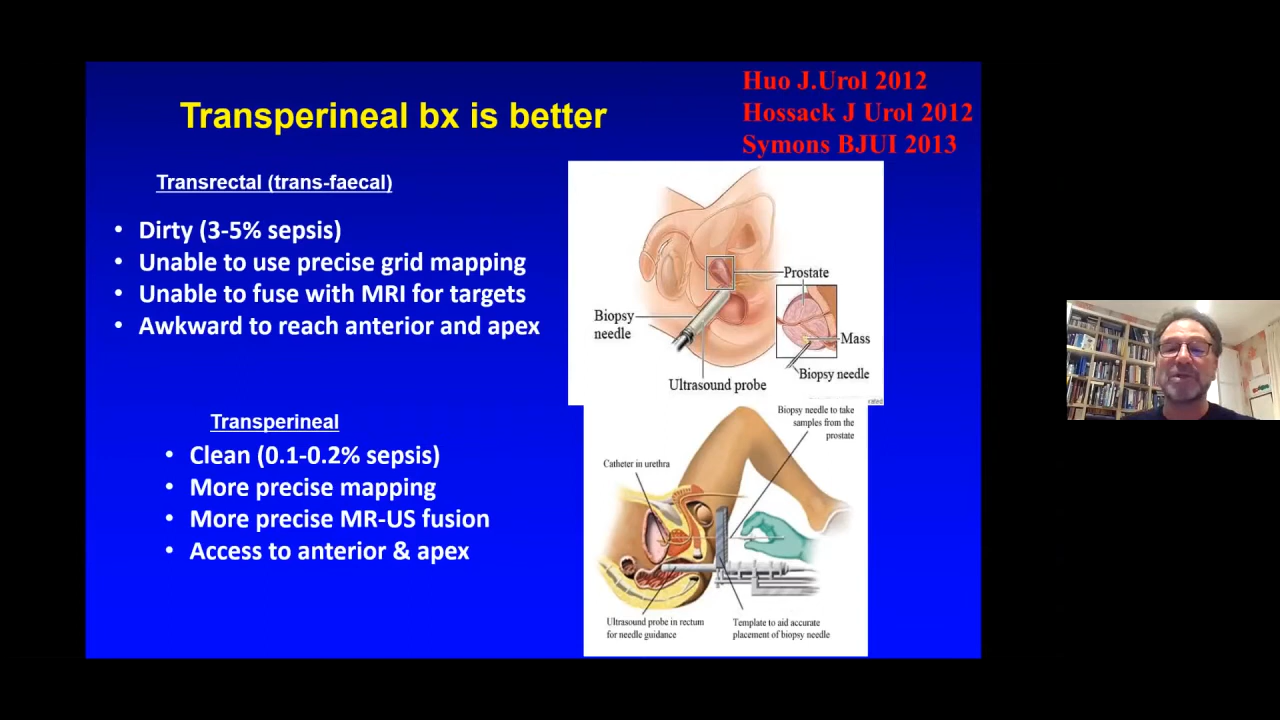 Transperineal bx is better
Huo J.Urol 2012
Hossack J Urol 2012
Symons BJUI 2013
Transrectal (trans-faecal)
• Dirty (3-5% sepsis)
• Unable to use precise grid mapping
• Unable to fuse with MRI for targets
• Awkward to reach anterior and apex
Prostate
Biopsy
needle
Mass
Biopsy needle
Ultrasound probe
Transperineal
• Clean (0.1-0.2% sepsis)
• More precise mapping
• More precise MR-US fusion
• Access to anterior & apex
Biopsy needle to take
samples from the
prostate
Catheter in urethra
Ultrasound probe in rectum
for needle guidance
Template to aid accurate
placement of biopsy needle